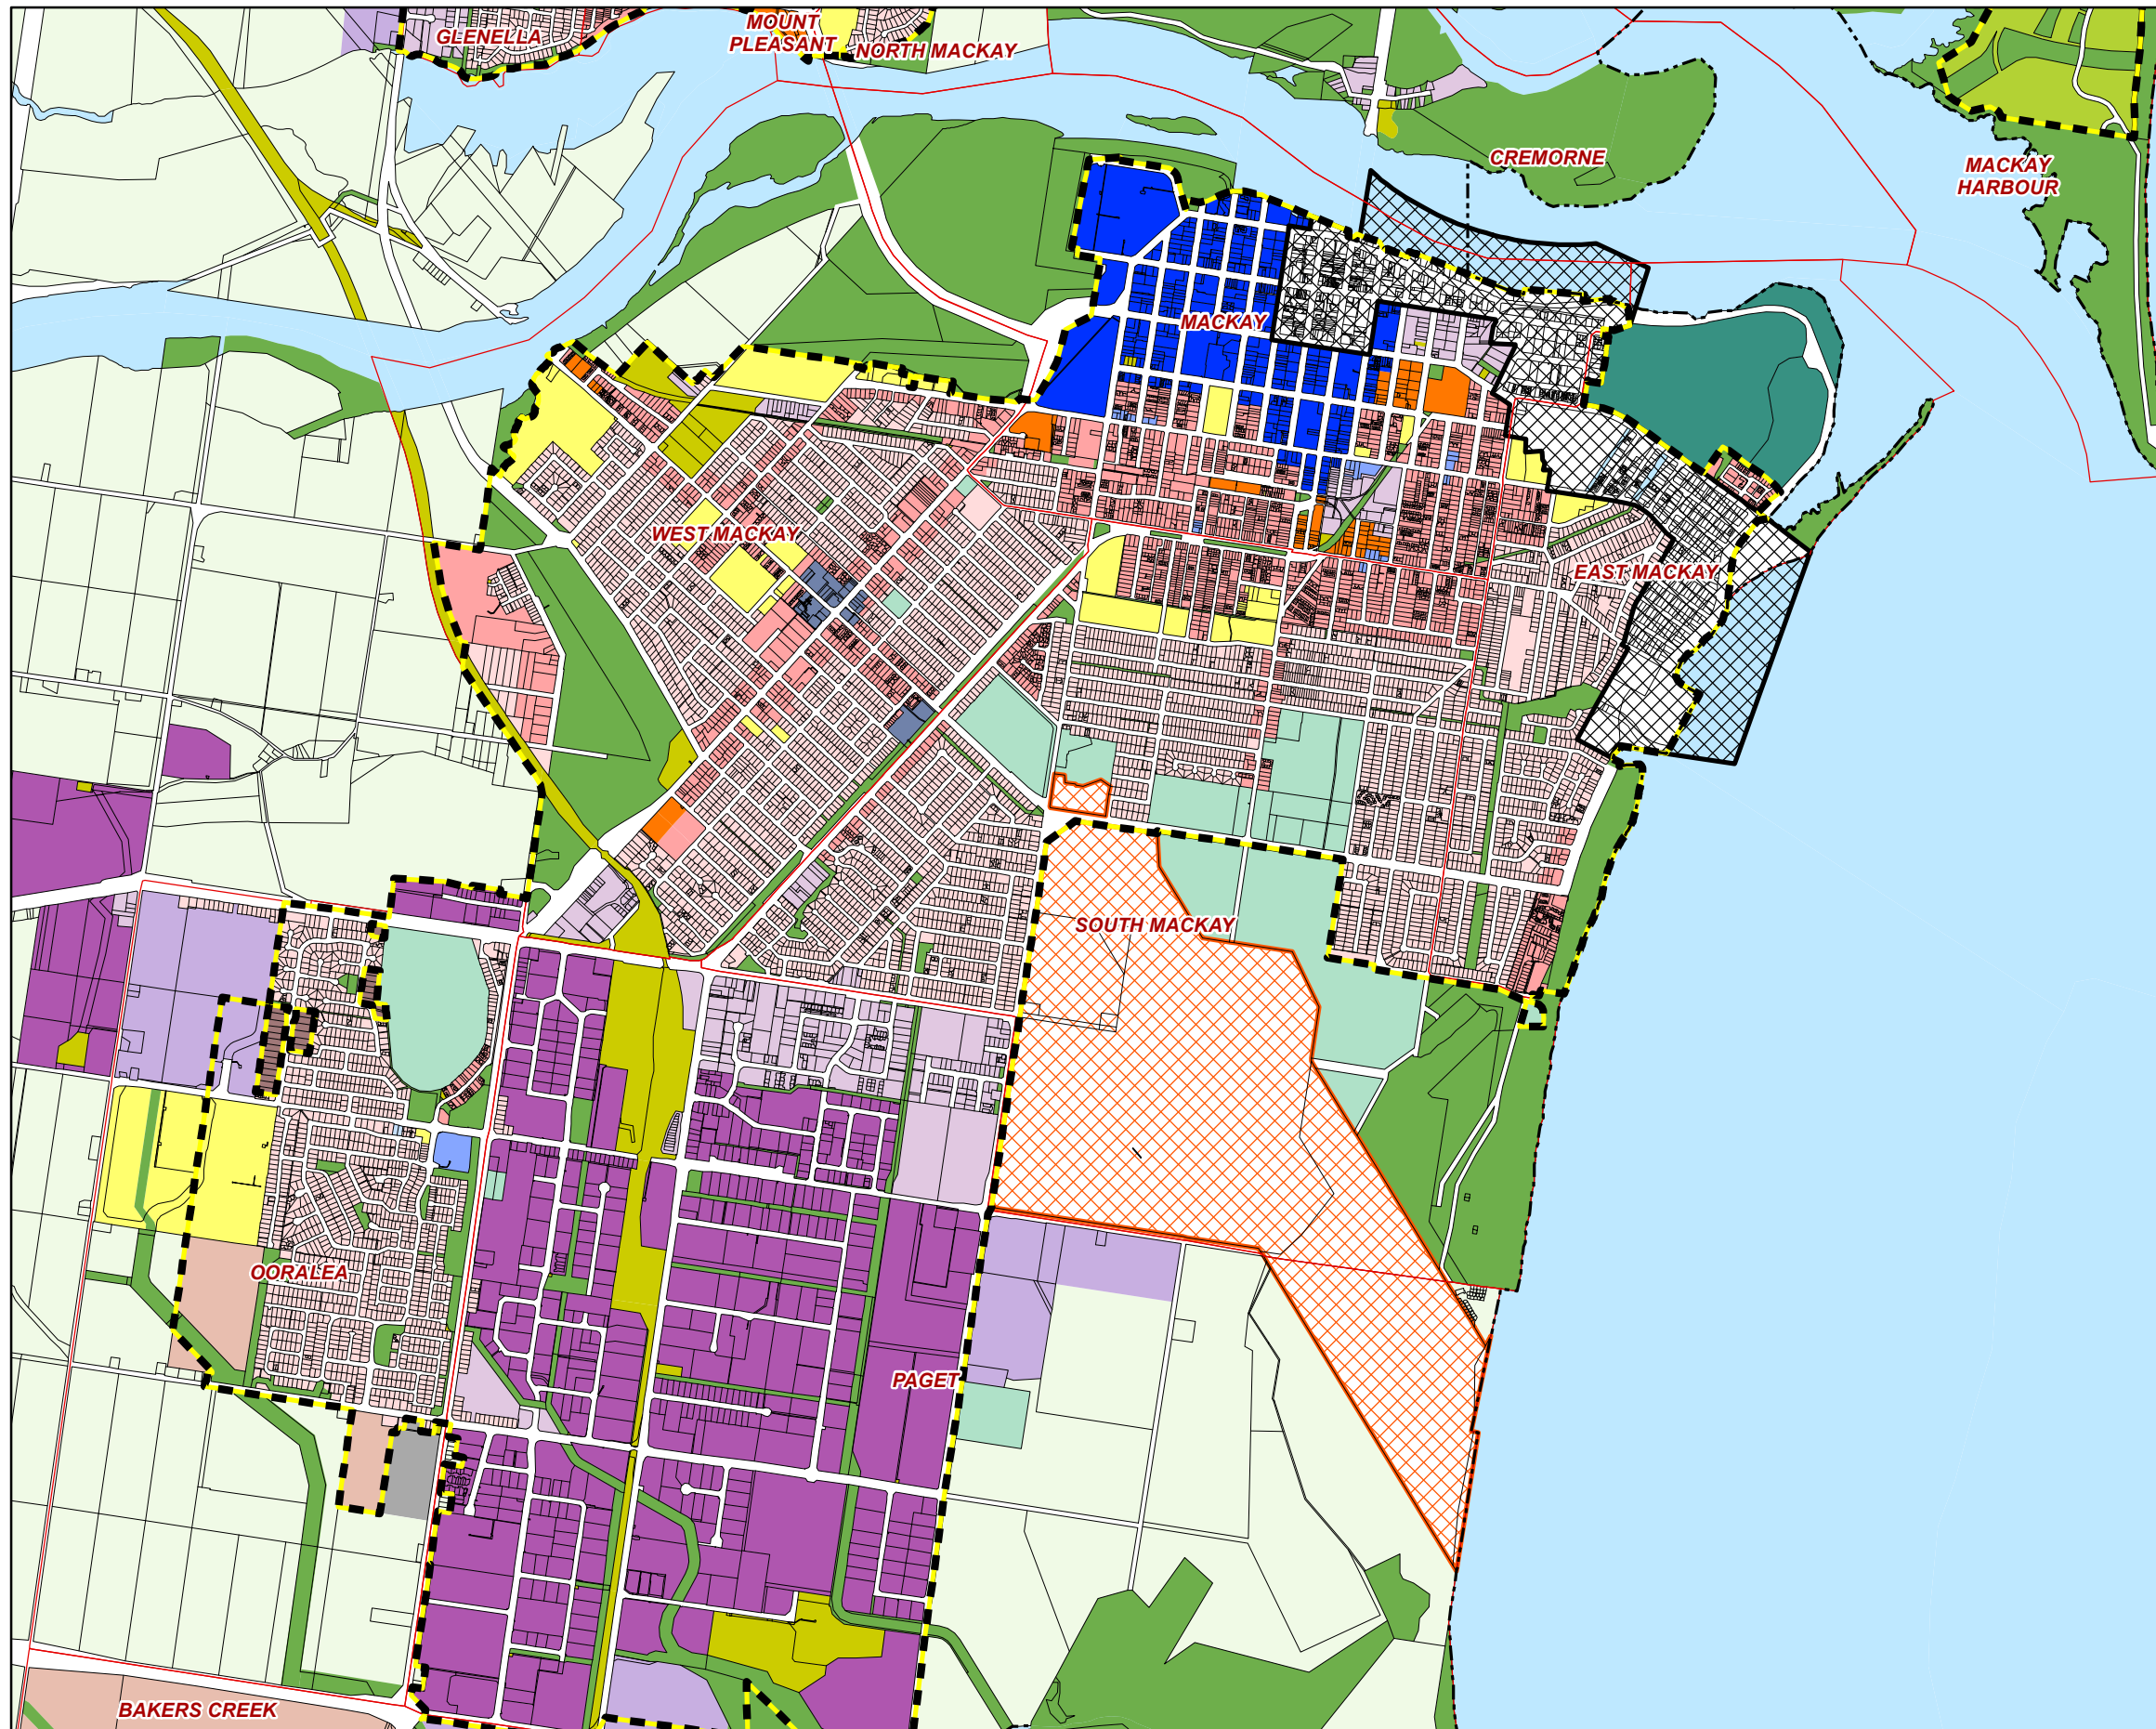 GLENELLA
MOUNT
PLEASANT
NORTH MACKAY
CREMORNE
MACKAY
HARBOUR
MACKAY
WEST MACKAY
EAST MACKAY
SOUTH MACKAY
OORALEA
PAGET
BAKERS CREEK